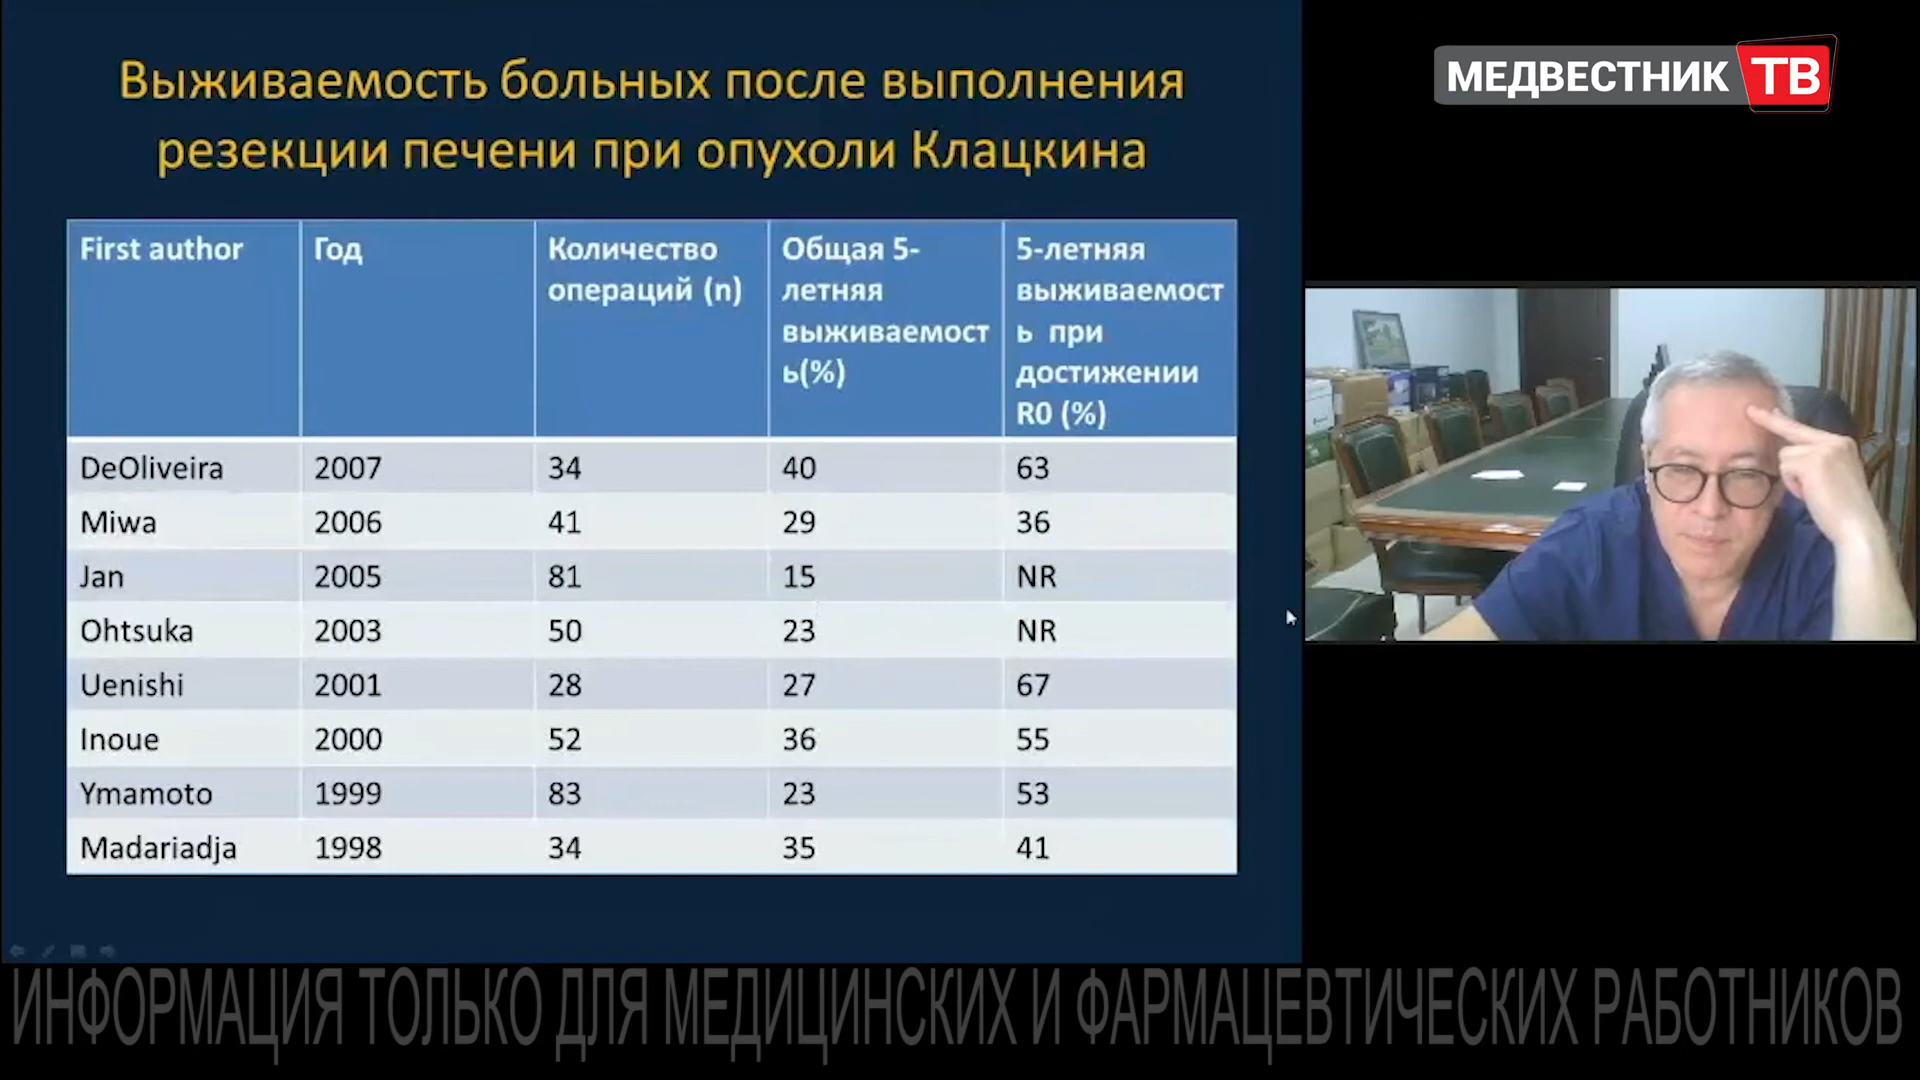 Выживаемость больных после выполнения
резекции печени при опухоли Клацкина
МЕДВЕСТНИК ТВ
First author Год Количество операций (n) Общая 5-летняя выживаемость(%) 5-летняя выживаемость при достижении R0 (%)
DeOliveira 2007 34 40 63
Miwa 2006 41 29 36
Jan 2005 81 15 NR
Ohtsuka 2003 50 23 NR
Uenishi 2001 28 27 67
Inoue 2000 52 36 55
Ymamoto 1999 83 23 53
Madariadja 1998 34 35 41
ИНФОРМАЦИЯ ТОЛЬКО ДЛЯ МЕДИЦИНСКИХ И ФАРМАЦЕВТИЧЕСКИХ РАБОТНИКОВ